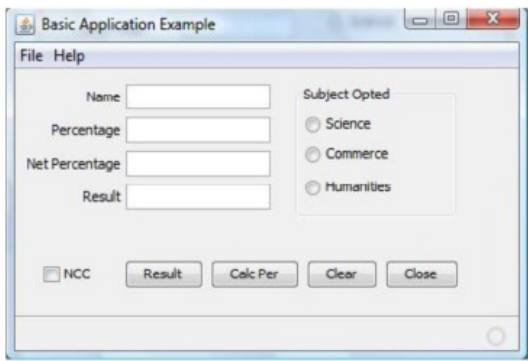 Basic Application Example
File Help
Name
Percentage
Net Percentage
Result
Subject Opted
Science
Commerce
Humanities
NCC
Result
Calc Per
Clear
Close